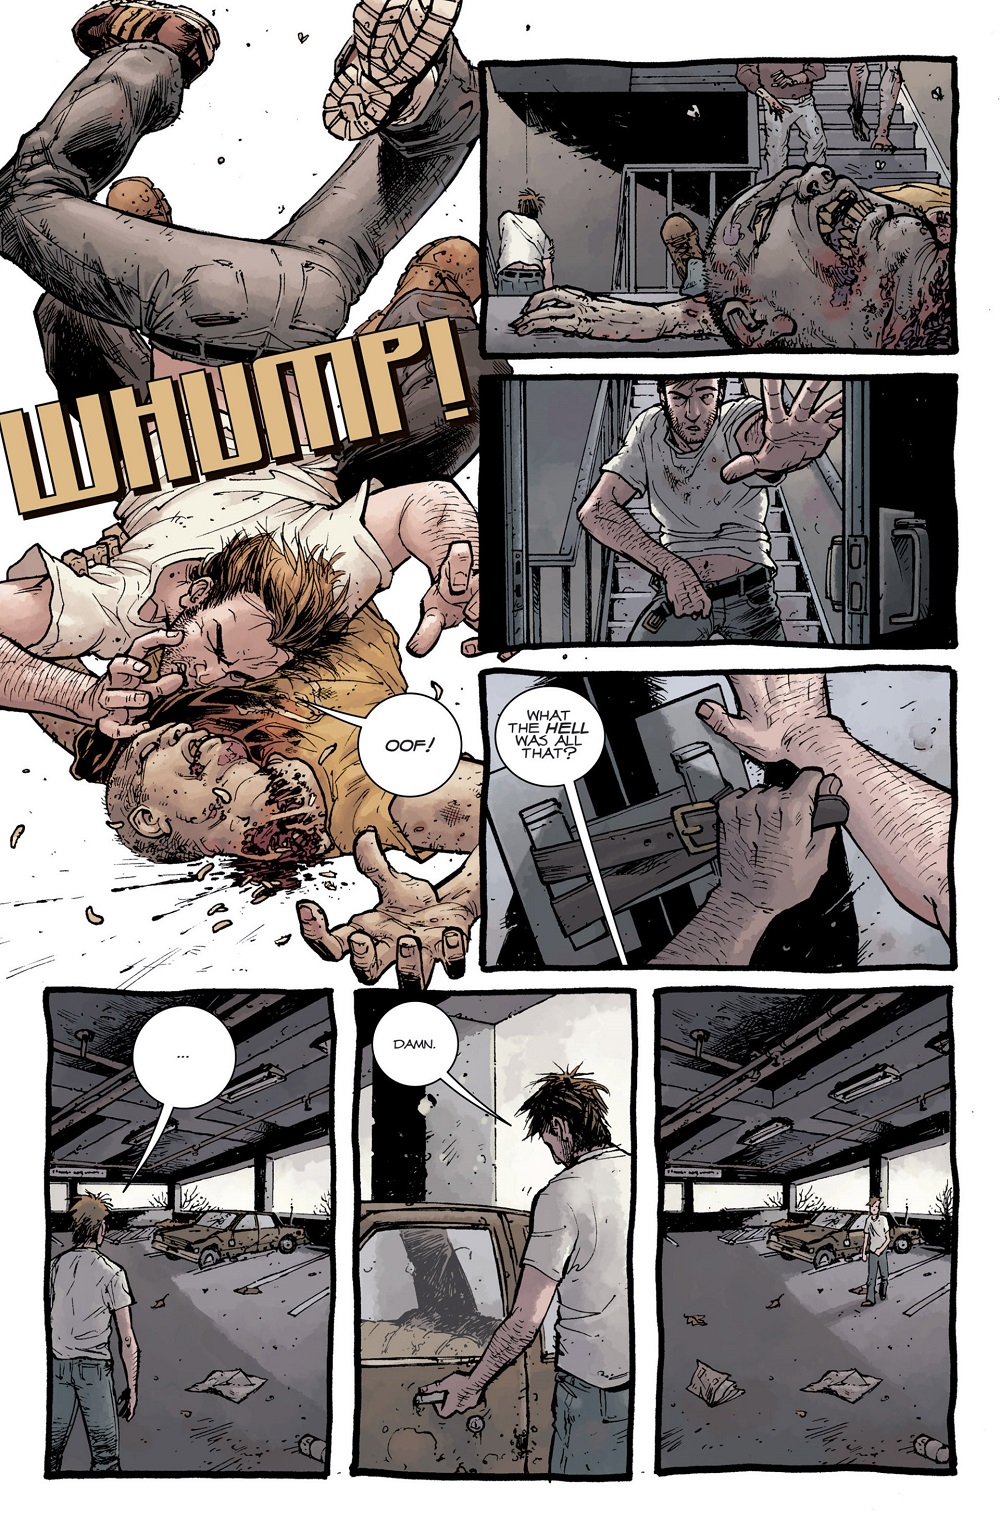 WHUMP!
OOF!
WHAT
THE HELL
WAS ALL
THAT?
...
DAMN.